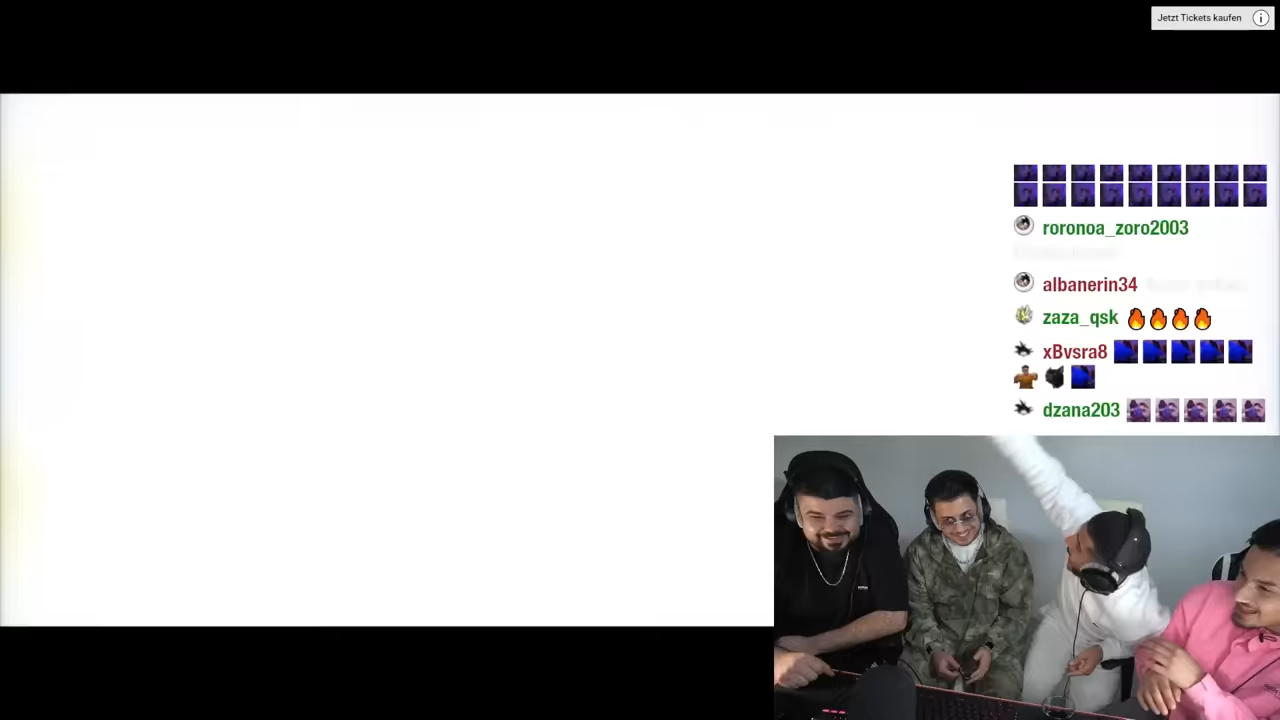 Jetzt Tickets kaufen
roronoa_zoro2003
albanerin34
zaza_qsk 🔥🔥🔥🔥
xBvsra8
dzana203